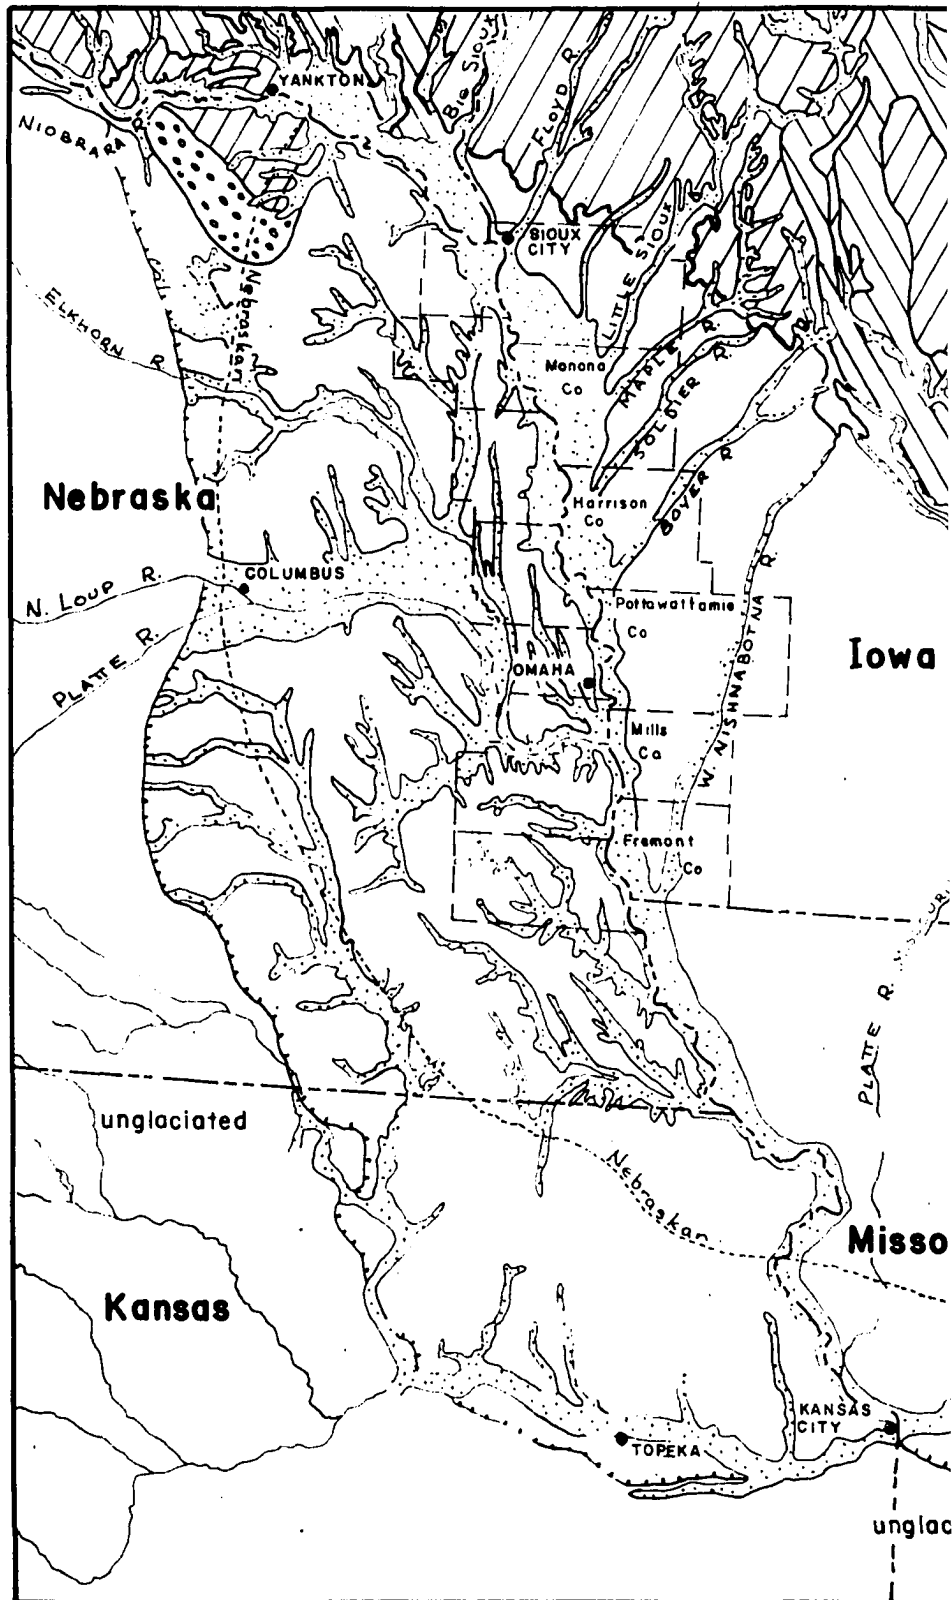 YANKTON
BIG SIOUX
FLOYD R
NIOBRARA
SIOUX
CITY
LITTLE SIOUX
Nebraskan
ELKHORN R.
Monona
Co
MAPLE R
SOLDIER R
BOYER R
Nebraska
Harrison
Co
COLUMBUS
N. LOUP R.
Pottawattamie
Co
PLATTE R.
W. NISHNABOTNA R.
Iowa
OMAHA
Mills
Co
Fremont
Co
PLATTE R.
unglaciated
Nebraskan
Misso
Kansas
KANSAS
CITY
TOPEKA
unglac